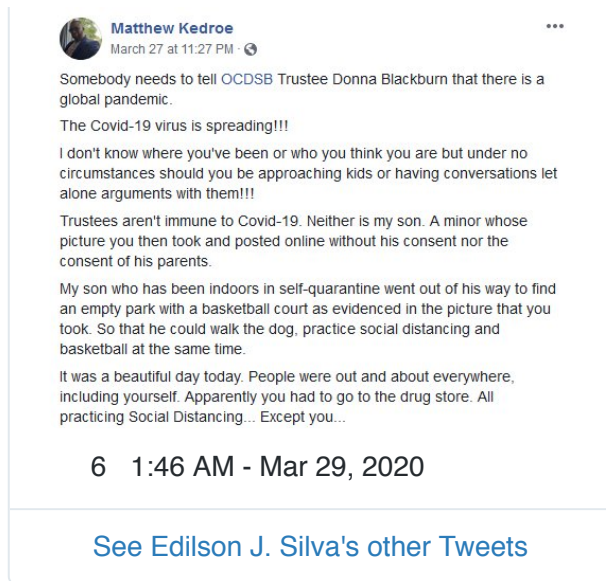 Matthew Kedroe
March 27 at 11:27 PM ·
Somebody needs to tell OCDSB Trustee Donna Blackburn that there is a
global pandemic.
The Covid-19 virus is spreading!!!
I don't know where you've been or who you think you are but under no
circumstances should you be approaching kids or having conversations let
alone arguments with them!!!
Trustees aren't immune to Covid-19. Neither is my son. A minor whose
picture you then took and posted online without his consent nor the
consent of his parents.
My son who has been indoors in self-quarantine went out of his way to find
an empty park with a basketball court as evidenced in the picture that you
took. So that he could walk the dog, practice social distancing and
basketball at the same time.
It was a beautiful day today. People were out and about everywhere,
including yourself. Apparently you had to go to the drug store. All
practicing Social Distancing... Except you...
6 1:46 AM - Mar 29, 2020
See Edilson J. Silva's other Tweets